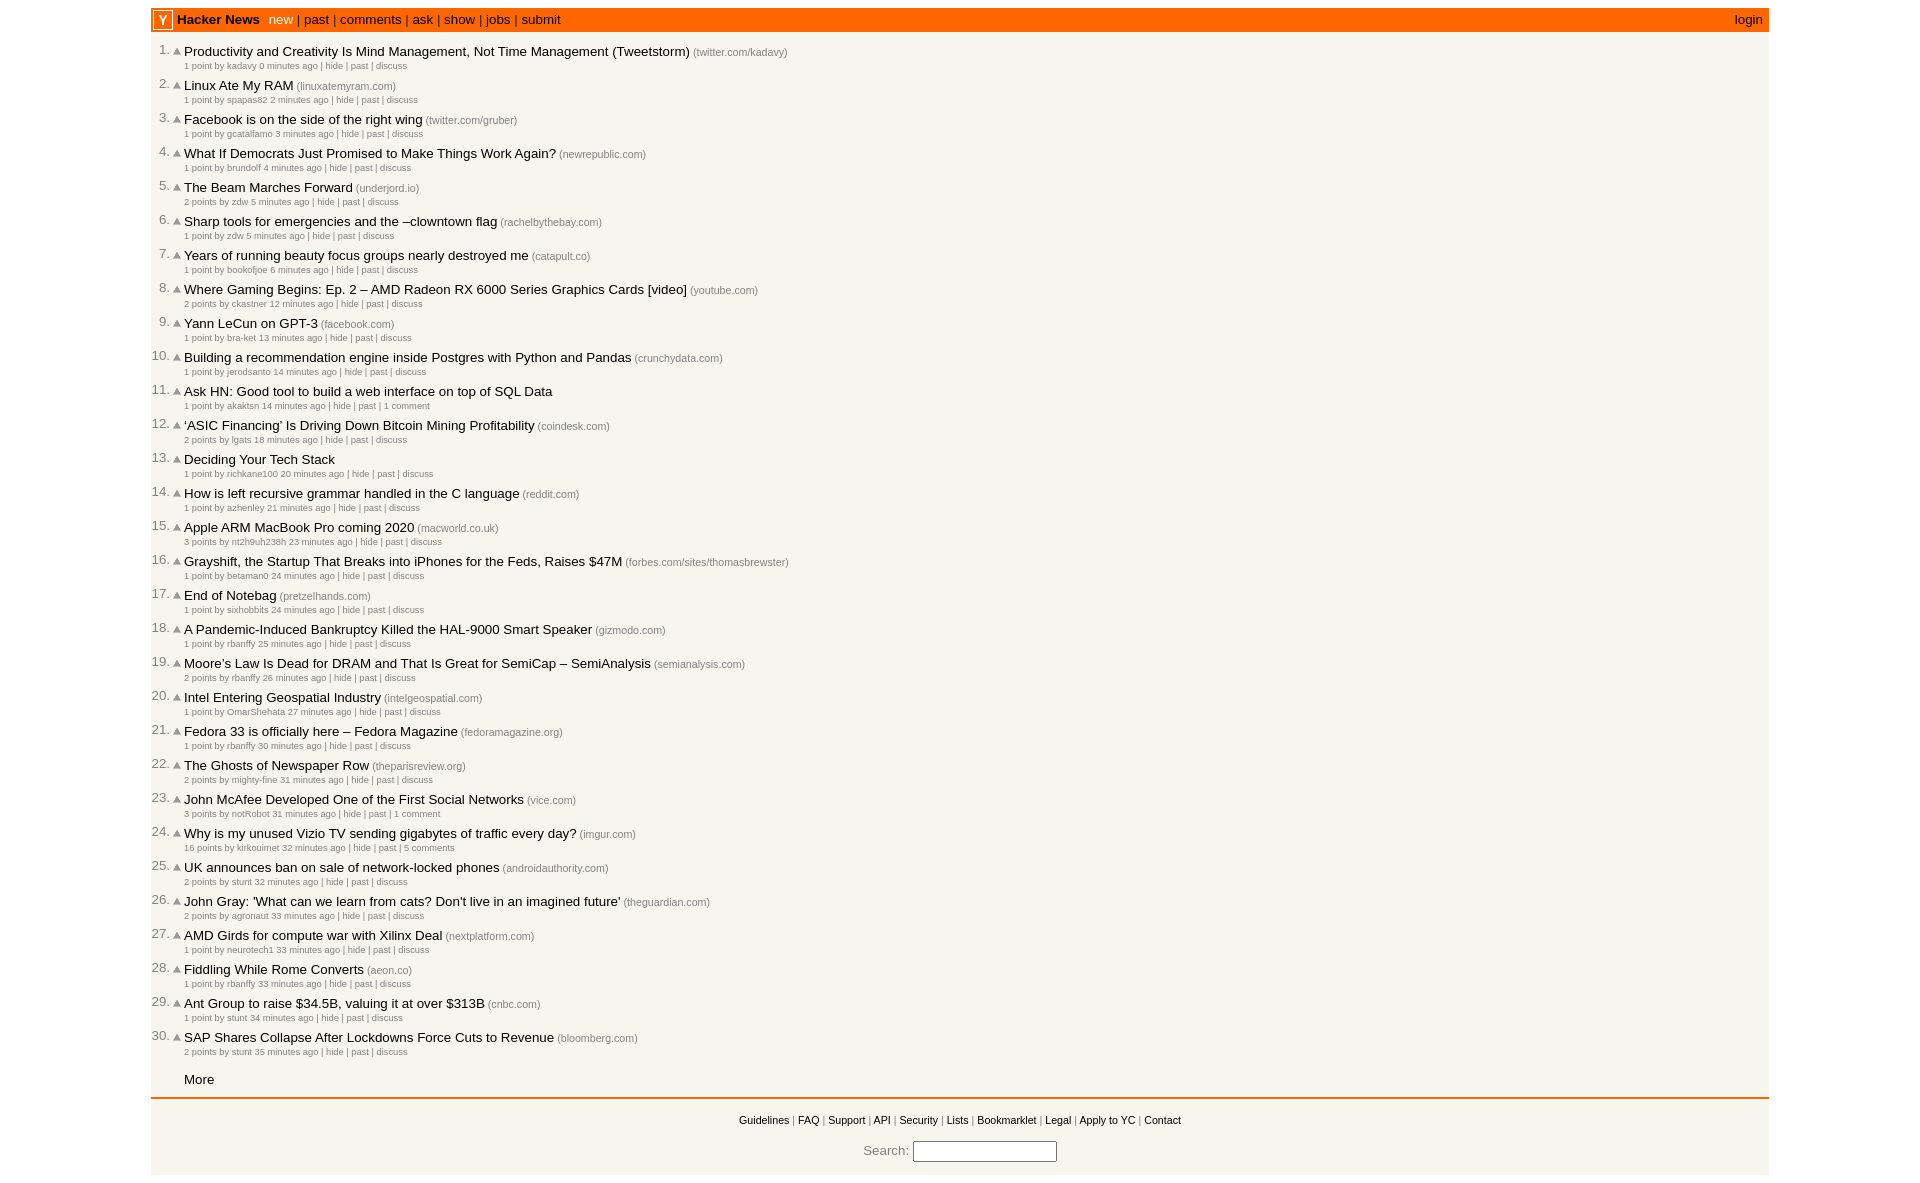 Y Hacker News new | past | comments | ask | show | jobs | submit login
1. Productivity and Creativity Is Mind Management, Not Time Management (Tweetstorm) (twitter.com/kadavy)
1 point by kadavy 0 minutes ago | hide | past | discuss
2. Linux Ate My RAM (linuxatemyram.com)
1 point by spapas82 2 minutes ago | hide | past | discuss
3. Facebook is on the side of the right wing (twitter.com/gruber)
1 point by gcatalfamo 3 minutes ago | hide | past | discuss
4. What If Democrats Just Promised to Make Things Work Again? (newrepublic.com)
1 point by brundolf 4 minutes ago | hide | past | discuss
5. The Beam Marches Forward (underjord.io)
2 points by zdw 5 minutes ago | hide | past | discuss
6. Sharp tools for emergencies and the –clowntown flag (rachelbythebay.com)
1 point by zdw 5 minutes ago | hide | past | discuss
7. Years of running beauty focus groups nearly destroyed me (catapult.co)
1 point by bookofjoe 6 minutes ago | hide | past | discuss
8. Where Gaming Begins: Ep. 2 – AMD Radeon RX 6000 Series Graphics Cards [video] (youtube.com)
2 points by ckastner 12 minutes ago | hide | past | discuss
9. Yann LeCun on GPT-3 (facebook.com)
1 point by bra-ket 13 minutes ago | hide | past | discuss
10. Building a recommendation engine inside Postgres with Python and Pandas (crunchydata.com)
1 point by jerodsanto 14 minutes ago | hide | past | discuss
11. Ask HN: Good tool to build a web interface on top of SQL Data
1 point by akaktsn 14 minutes ago | hide | past | 1 comment
12. ‘ASIC Financing’ Is Driving Down Bitcoin Mining Profitability (coindesk.com)
2 points by lgats 18 minutes ago | hide | past | discuss
13. Deciding Your Tech Stack
1 point by richkane100 20 minutes ago | hide | past | discuss
14. How is left recursive grammar handled in the C language (reddit.com)
1 point by azhenley 21 minutes ago | hide | past | discuss
15. Apple ARM MacBook Pro coming 2020 (macworld.co.uk)
3 points by nt2h9uh238h 23 minutes ago | hide | past | discuss
16. Grayshift, the Startup That Breaks into iPhones for the Feds, Raises $47M (forbes.com/sites/thomasbrewster)
1 point by betaman0 24 minutes ago | hide | past | discuss
17. End of Notebag (pretzelhands.com)
1 point by sixhobbits 24 minutes ago | hide | past | discuss
18. A Pandemic-Induced Bankruptcy Killed the HAL-9000 Smart Speaker (gizmodo.com)
1 point by rbanffy 25 minutes ago | hide | past | discuss
19. Moore’s Law Is Dead for DRAM and That Is Great for SemiCap – SemiAnalysis (semianalysis.com)
2 points by rbanffy 26 minutes ago | hide | past | discuss
20. Intel Entering Geospatial Industry (intelgeospatial.com)
1 point by OmarShehata 27 minutes ago | hide | past | discuss
21. Fedora 33 is officially here – Fedora Magazine (fedoramagazine.org)
1 point by rbanffy 30 minutes ago | hide | past | discuss
22. The Ghosts of Newspaper Row (theparisreview.org)
2 points by mighty-fine 31 minutes ago | hide | past | discuss
23. John McAfee Developed One of the First Social Networks (vice.com)
3 points by notRobot 31 minutes ago | hide | past | 1 comment
24. Why is my unused Vizio TV sending gigabytes of traffic every day? (imgur.com)
16 points by kirkouimet 32 minutes ago | hide | past | 5 comments
25. UK announces ban on sale of network-locked phones (androidauthority.com)
2 points by stunt 32 minutes ago | hide | past | discuss
26. John Gray: 'What can we learn from cats? Don't live in an imagined future' (theguardian.com)
2 points by agronaut 33 minutes ago | hide | past | discuss
27. AMD Girds for compute war with Xilinx Deal (nextplatform.com)
1 point by neurotech1 33 minutes ago | hide | past | discuss
28. Fiddling While Rome Converts (aeon.co)
1 point by rbanffy 33 minutes ago | hide | past | discuss
29. Ant Group to raise $34.5B, valuing it at over $313B (cnbc.com)
1 point by stunt 34 minutes ago | hide | past | discuss
30. SAP Shares Collapse After Lockdowns Force Cuts to Revenue (bloomberg.com)
2 points by stunt 35 minutes ago | hide | past | discuss
More
Guidelines | FAQ | Support | API | Security | Lists | Bookmarklet | Legal | Apply to YC | Contact
Search: